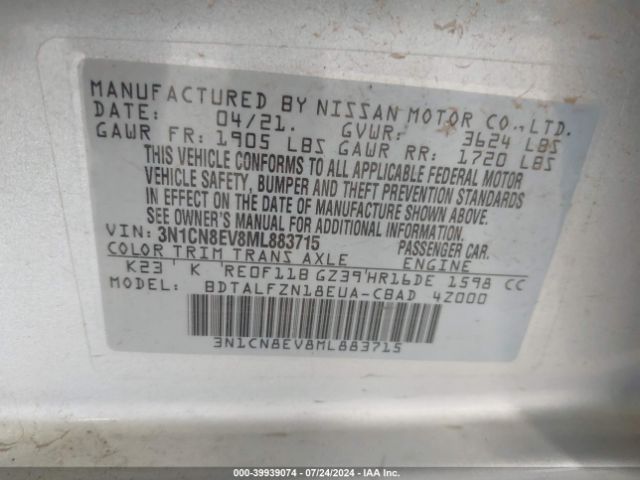 MANUFACTURED BY NISSAN MOTOR CO., LTD.
DATE: 04/21. GVWR: 3624 LBS
GAWR FR: 1905 LBS GAWR RR: 1720 LBS
THIS VEHICLE CONFORMS TO ALL APPLICABLE FEDERAL MOTOR
VEHICLE SAFETY, BUMPER AND THEFT PREVENTION STANDARDS
IN EFFECT ON THE DATE OF MANUFACTURE SHOWN ABOVE.
SEE OWNER'S MANUAL FOR ADDITIONAL INFORMATION.
VIN: 3N1CN8EV8ML883715 PASSENGER CAR.
COLOR TRIM TRANS AXLE ENGINE
K23 K RE0F11B GZ39 HR16DE 1598 CC
MODEL: BDTALFZN18EUA-CBAD 4Z000
3N1CN8EV8ML883715
000-39939074 - 07/24/2024 - IAA Inc.